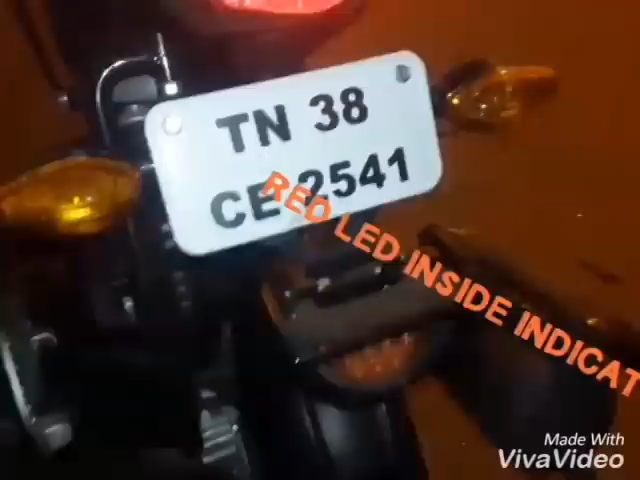 TN 38
CE 2541
RED LED INSIDE INDICAT
Made With
VivaVideo